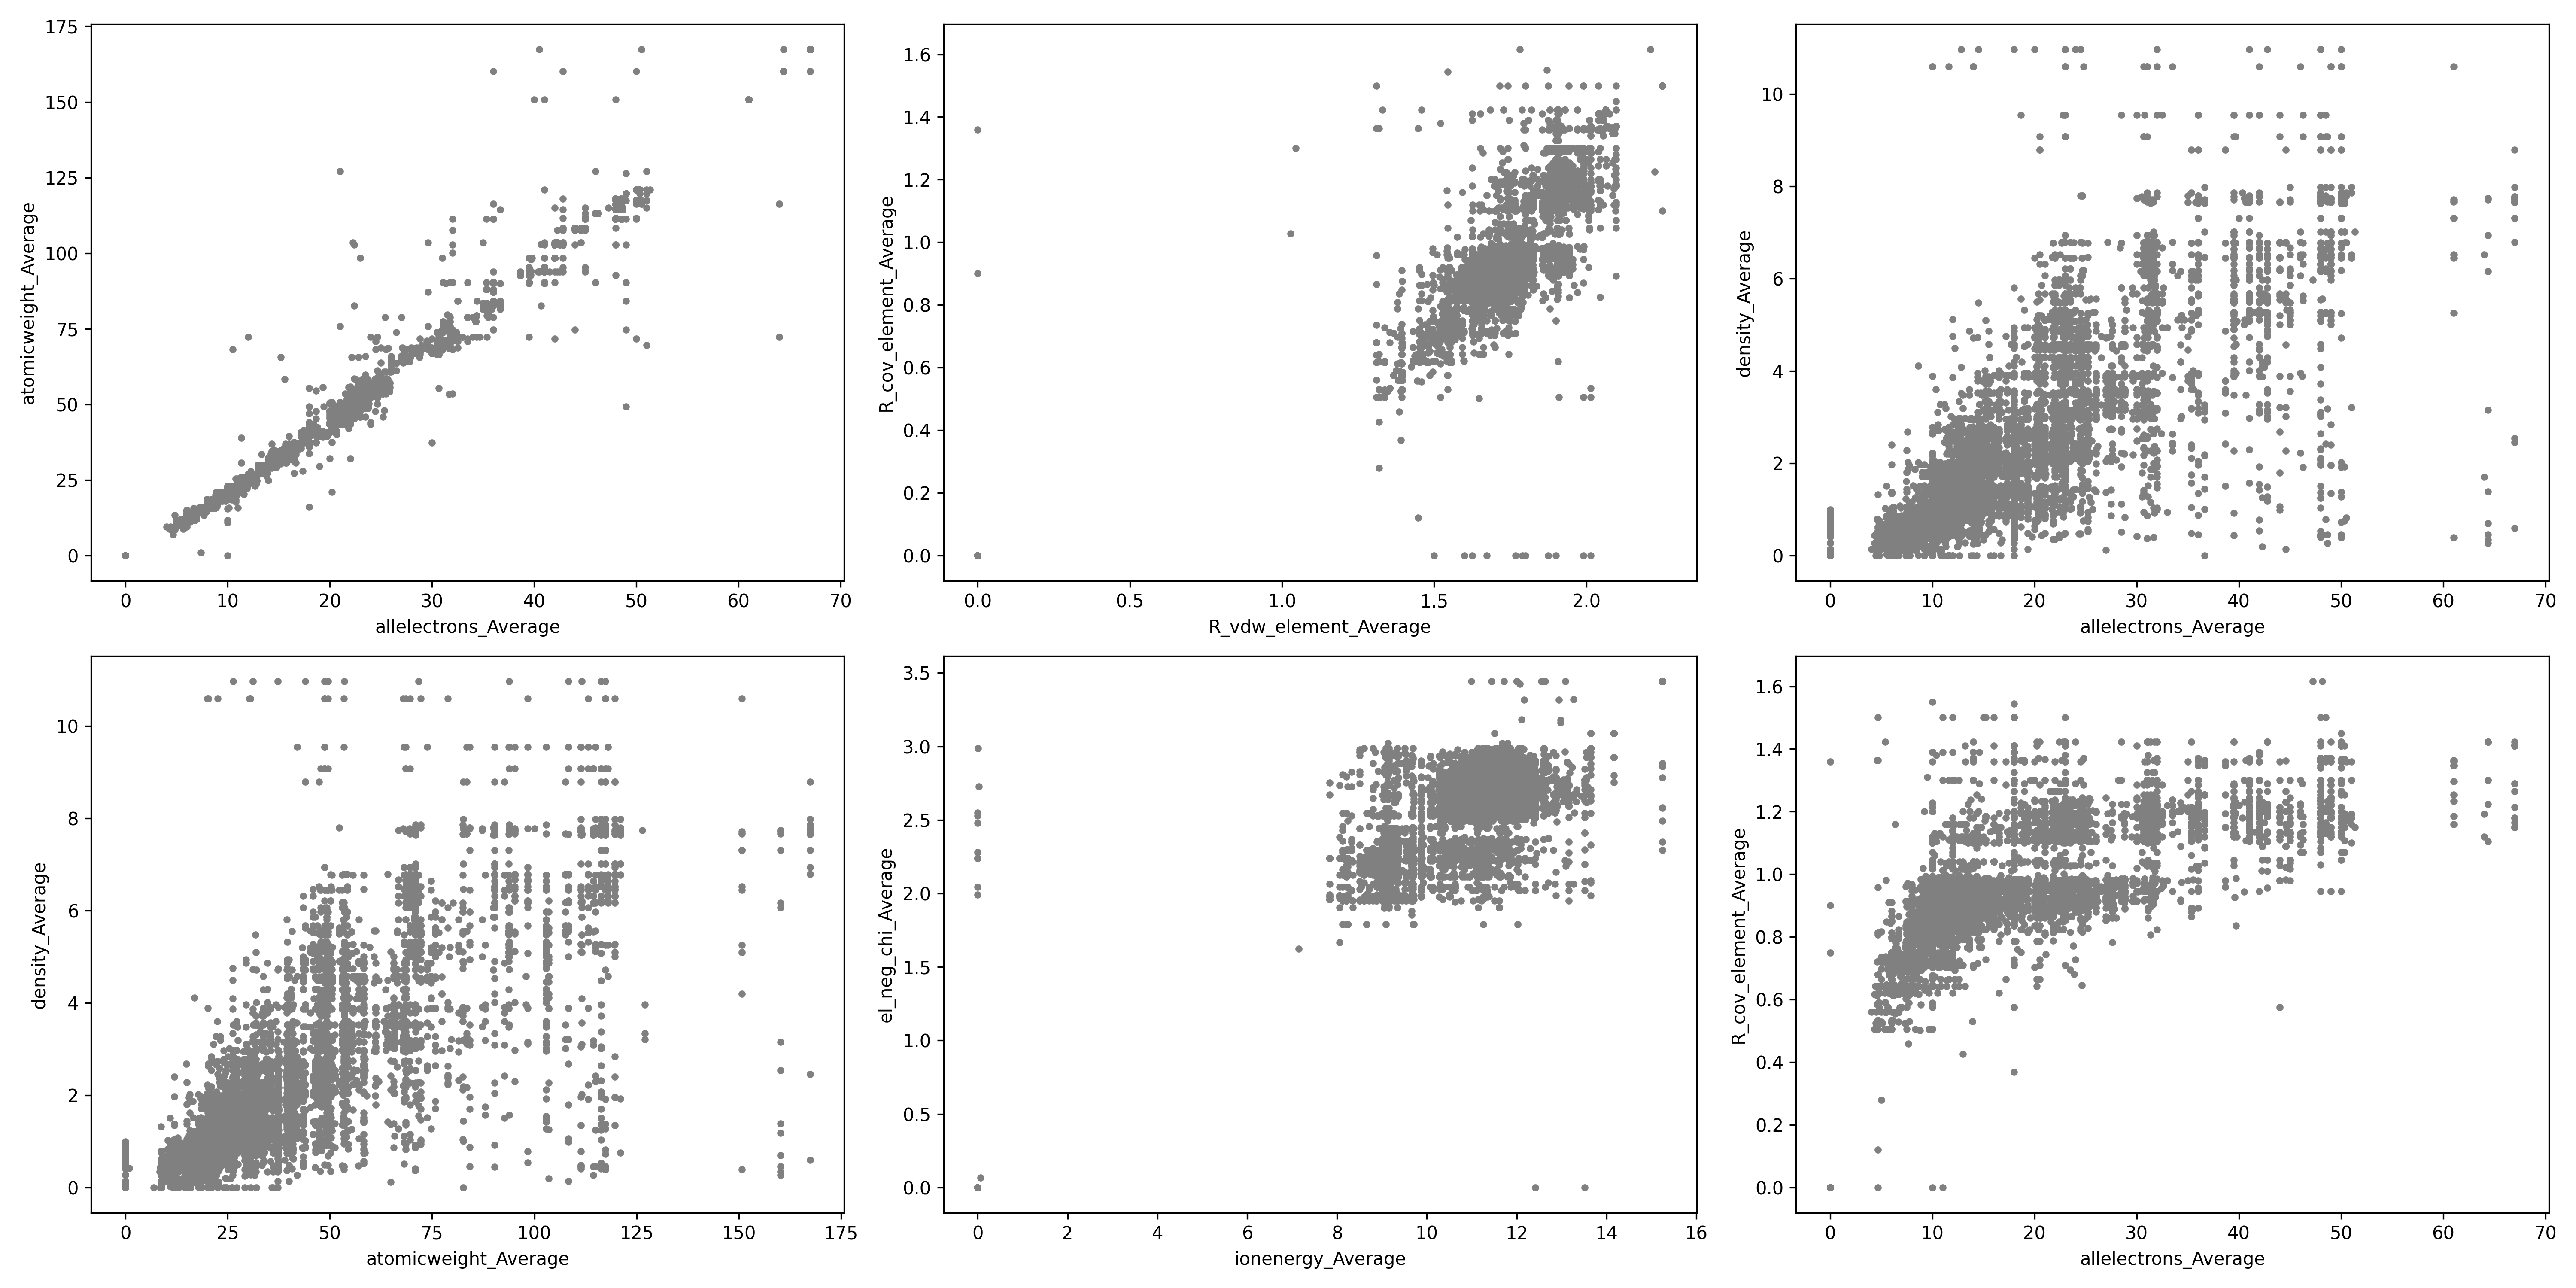 175
150
125
100
75
50
25
0
atomicweight_Average
0 10 20 30 40 50 60 70
allelectrons_Average
1.6
1.4
1.2
1.0
0.8
0.6
0.4
0.2
0.0
R_cov_element_Average
0.0 0.5 1.0 1.5 2.0
R_vdw_element_Average
10
8
6
4
2
0
density_Average
0 10 20 30 40 50 60 70
allelectrons_Average
10
8
6
4
2
0
density_Average
0 25 50 75 100 125 150 175
atomicweight_Average
3.5
3.0
2.5
2.0
1.5
1.0
0.5
0.0
el_neg_chi_Average
0 2 4 6 8 10 12 14 16
ionenergy_Average
1.6
1.4
1.2
1.0
0.8
0.6
0.4
0.2
0.0
R_cov_element_Average
0 10 20 30 40 50 60 70
allelectrons_Average